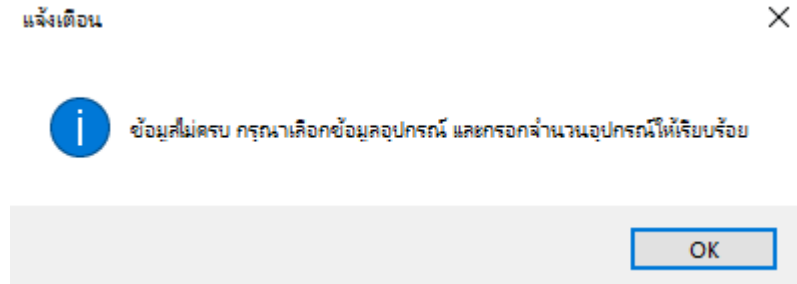 แจ้งเตือน
ข้อมูลไม่ครบ กรุณาเลือกข้อมูลอุปกรณ์ และกรอกจำนวนอุปกรณ์ให้เรียบร้อย
OK